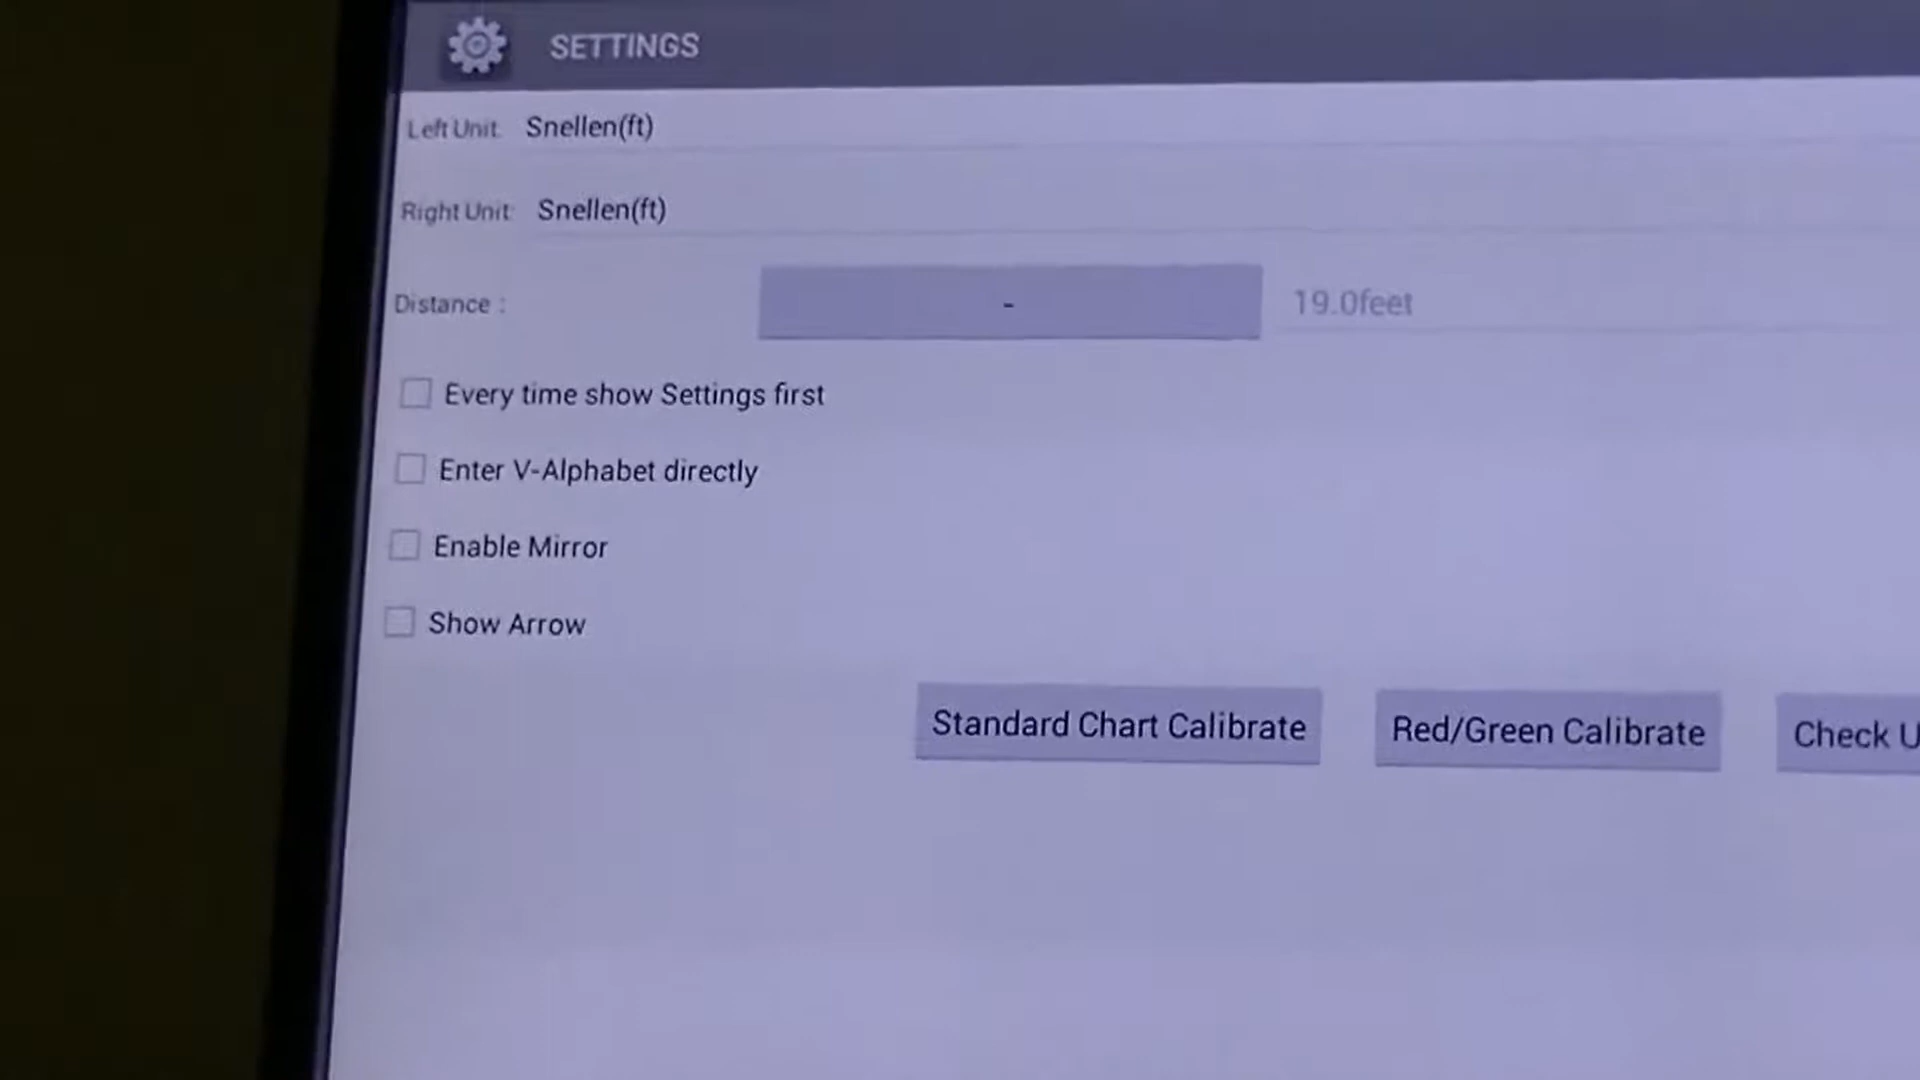 SETTINGS
Left Unit: Snellen(ft)
Right Unit: Snellen(ft)
Distance : - 19.0feet
Every time show Settings first
Enter V-Alphabet directly
Enable Mirror
Show Arrow
Standard Chart Calibrate Red/Green Calibrate Check U